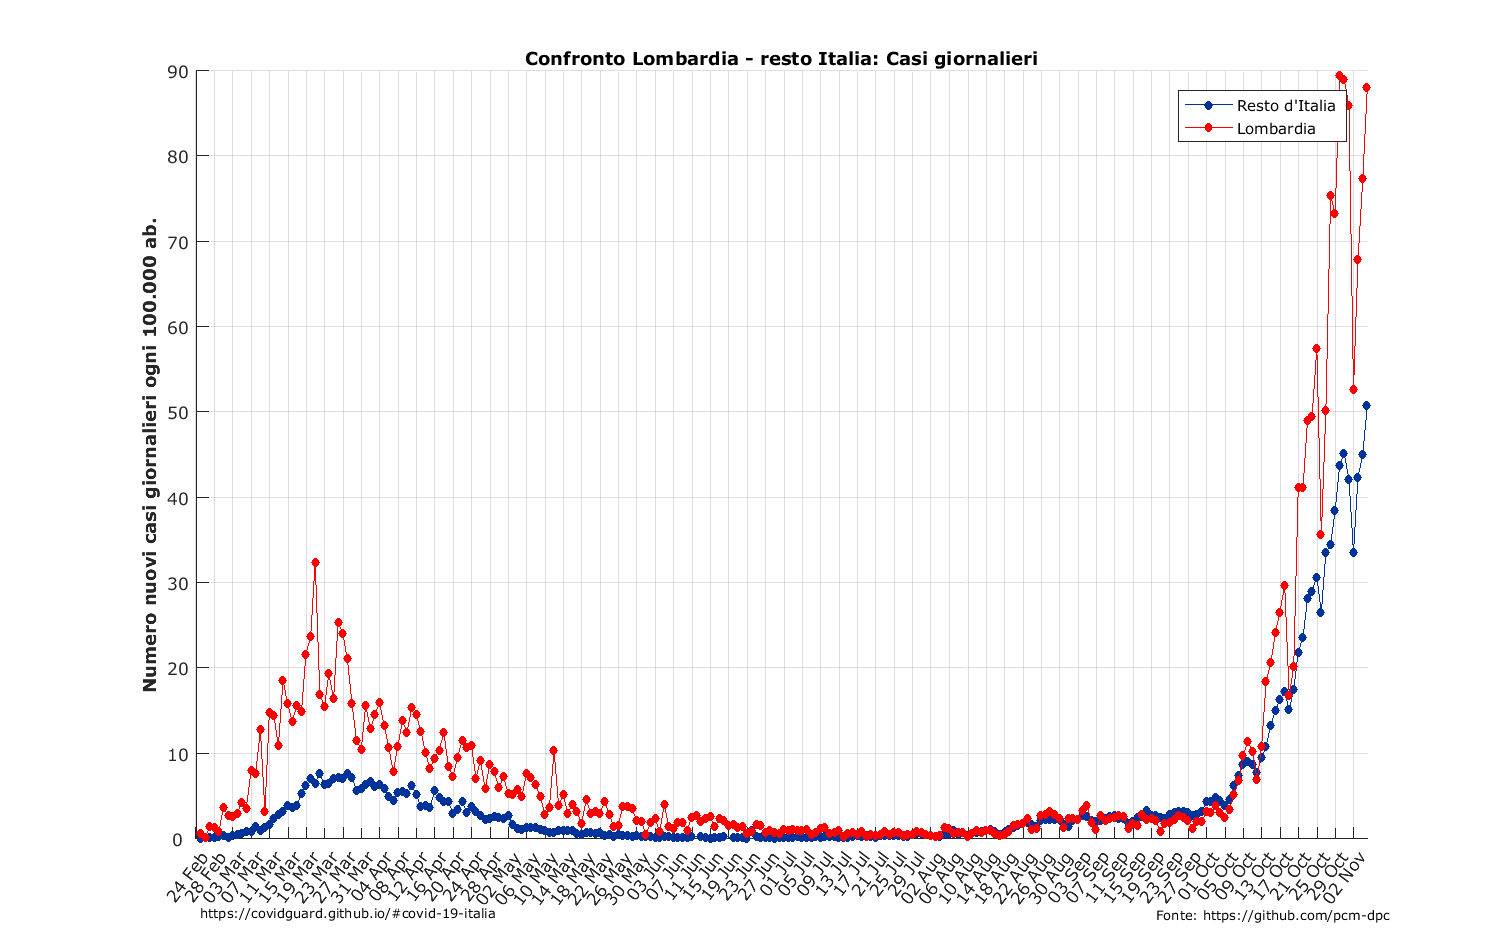 Confronto Lombardia - resto Italia: Casi giornalieri
Numero nuovi casi giornalieri ogni 100.000 ab.
90
80
70
60
50
40
30
20
10
0
Resto d'Italia
Lombardia
24 Feb
28 Feb
03 Mar
07 Mar
11 Mar
15 Mar
19 Mar
23 Mar
27 Mar
31 Mar
04 Apr
08 Apr
12 Apr
16 Apr
20 Apr
24 Apr
28 Apr
02 May
06 May
10 May
14 May
18 May
22 May
26 May
30 May
03 Jun
07 Jun
11 Jun
15 Jun
19 Jun
23 Jun
27 Jun
01 Jul
05 Jul
09 Jul
13 Jul
17 Jul
21 Jul
25 Jul
29 Jul
02 Aug
06 Aug
10 Aug
14 Aug
18 Aug
22 Aug
26 Aug
30 Aug
03 Sep
07 Sep
11 Sep
15 Sep
19 Sep
23 Sep
27 Sep
01 Oct
05 Oct
09 Oct
13 Oct
17 Oct
21 Oct
25 Oct
29 Oct
02 Nov
https://covidguard.github.io/#covid-19-italia
Fonte: https://github.com/pcm-dpc